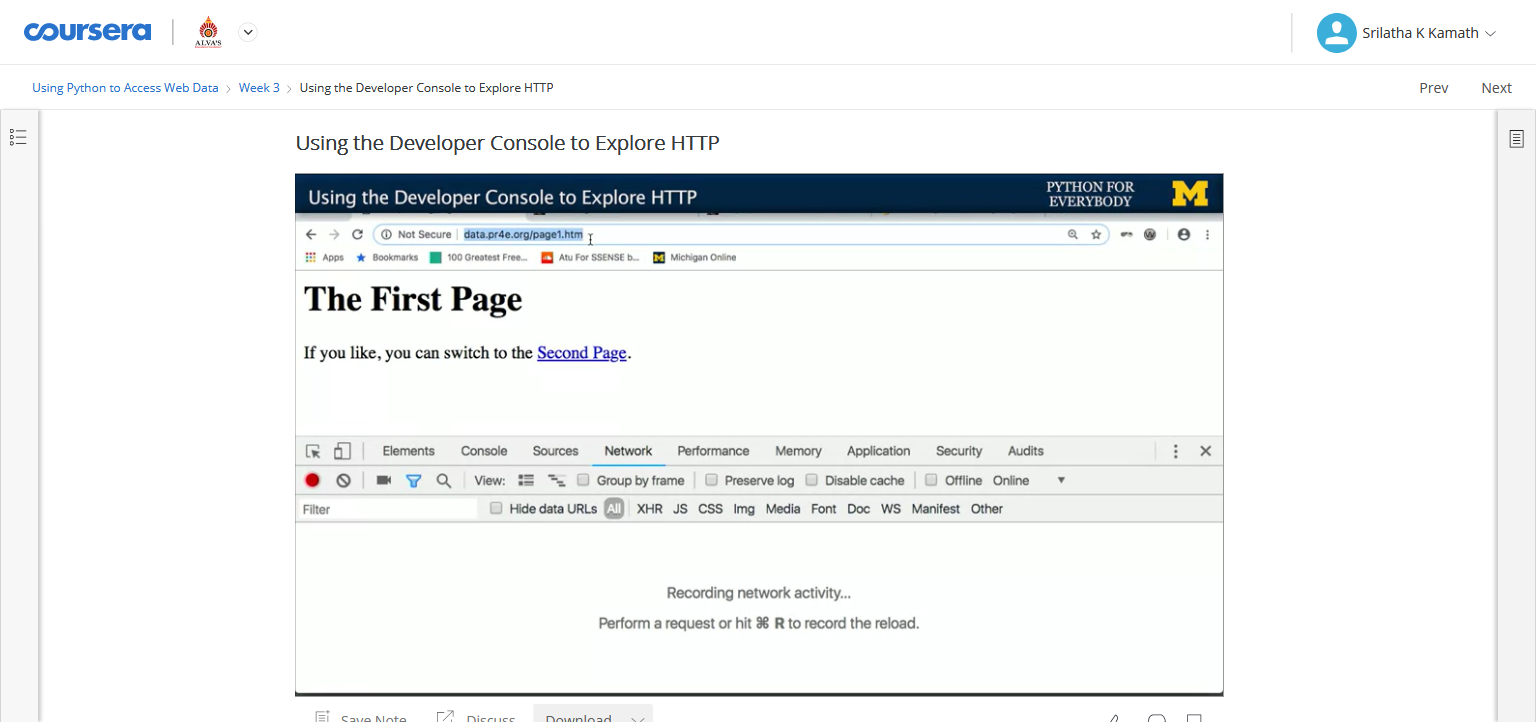 coursera
ALVA'S
Srilatha K Kamath
Using Python to Access Web Data
Week 3
Using the Developer Console to Explore HTTP
Prev
Next
Using the Developer Console to Explore HTTP
Using the Developer Console to Explore HTTP
PYTHON FOR
EVERYBODY
M
Not Secure
data.pr4e.org/page1.htm
Apps
Bookmarks
100 Greatest Free...
Atu For SSENSE b...
Michigan Online
The First Page
If you like, you can switch to the Second Page.
Elements
Console
Sources
Network
Performance
Memory
Application
Security
Audits
View:
Group by frame
Preserve log
Disable cache
Offline
Online
Filter
Hide data URLs
All
XHR
JS
CSS
Img
Media
Font
Doc
WS
Manifest
Other
Recording network activity...
Perform a request or hit ⌘ R to record the reload.
Save Note
Discuss
Download